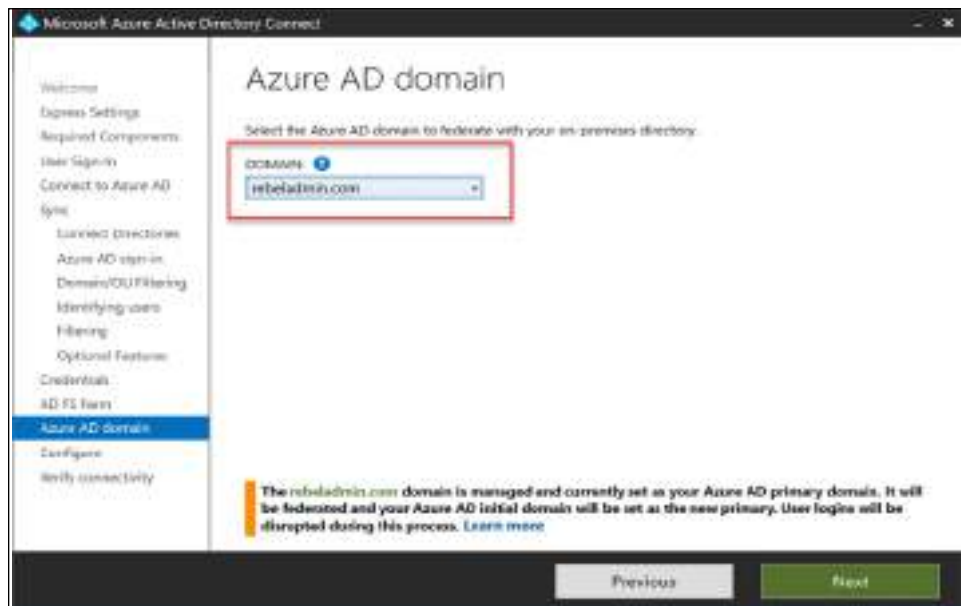 Microsoft Azure Active Directory Connect
Welcome
Express Settings
Required Components
User Sign-In
Connect to Azure AD
Sync
Connect Directories
Azure AD sign-in
Domain/OU Filtering
Identifying users
Filtering
Optional Features
Credentials
AD FS Farm
Azure AD domain
Configure
Verify connectivity
Azure AD domain
Select the Azure AD domain to federate with your on-premises directory.
DOMAIN ?
rebeladmin.com
The rebeladmin.com domain is managed and currently set as your Azure AD primary domain. It will
be federated and your Azure AD initial domain will be set as the new primary. User logins will be
disrupted during this process. Learn more
Previous
Next